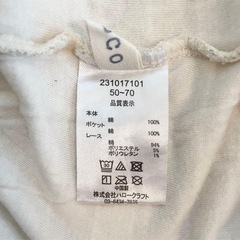 CO
231017101
50~70
品質表示
本体
綿 100%
ポケット
綿 100%
レース
綿 94%
ポリエステル 5%
ポリウレタン 1%
中国製
株式会社ハロークラフト